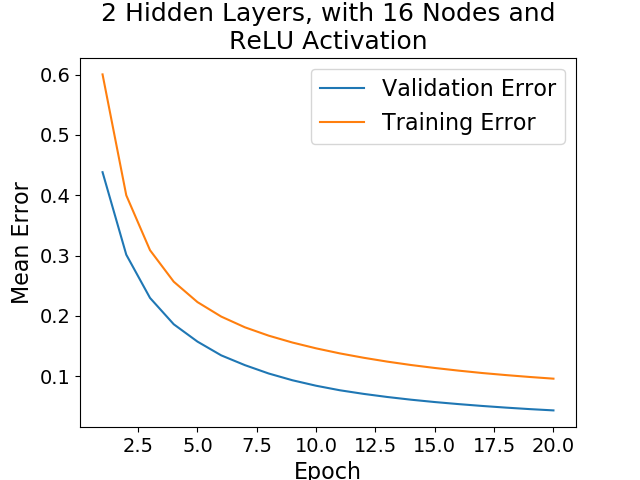 2 Hidden Layers, with 16 Nodes and
ReLU Activation
Validation Error
Training Error
Mean Error
0.6
0.5
0.4
0.3
0.2
0.1
2.5 5.0 7.5 10.0 12.5 15.0 17.5 20.0
Epoch